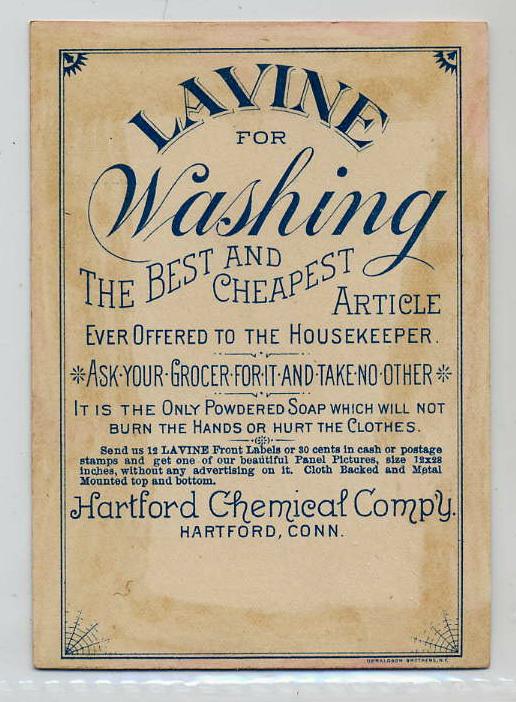 LAVINE
FOR
Washing
THE BEST AND CHEAPEST
ARTICLE
EVER OFFERED TO THE HOUSEKEEPER.
ASK·YOUR·GROCER·FOR·IT·AND·TAKE·NO·OTHER
IT IS THE ONLY POWDERED SOAP WHICH WILL NOT
BURN THE HANDS OR HURT THE CLOTHES.
Send us 12 LAVINE Front Labels or 30 cents in cash or postage
stamps and get one of our beautiful Panel Pictures, size 12x28
inches, without any advertising on it. Cloth Backed and Metal
Mounted top and bottom.
Hartford Chemical Compy.
HARTFORD, CONN.
DONALDSON BROTHERS, N.Y.